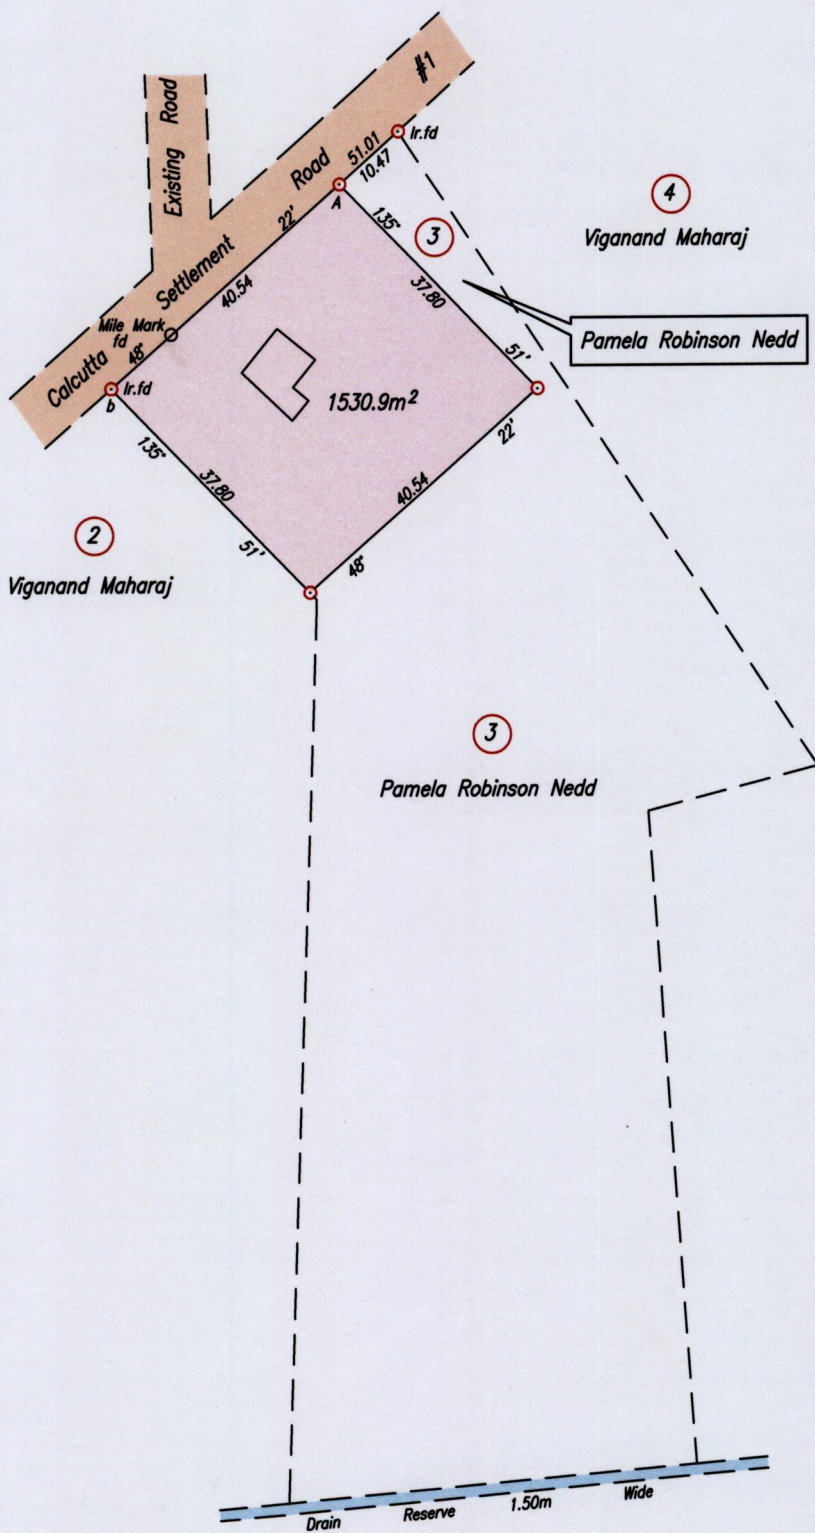 Existing Road
Calcutta Settlement Road #1
Ir.fd
51.01
10.47
A
22'
40.54
Mile Mark
fd
48°
Ir.fd
b
135°
37.80
51'
3
4
Viganand Maharaj
Pamela Robinson Nedd
1530.9m²
135°
37.80
51'
22'
40.54
48°
2
Viganand Maharaj
3
Pamela Robinson Nedd
Drain Reserve 1.50m Wide